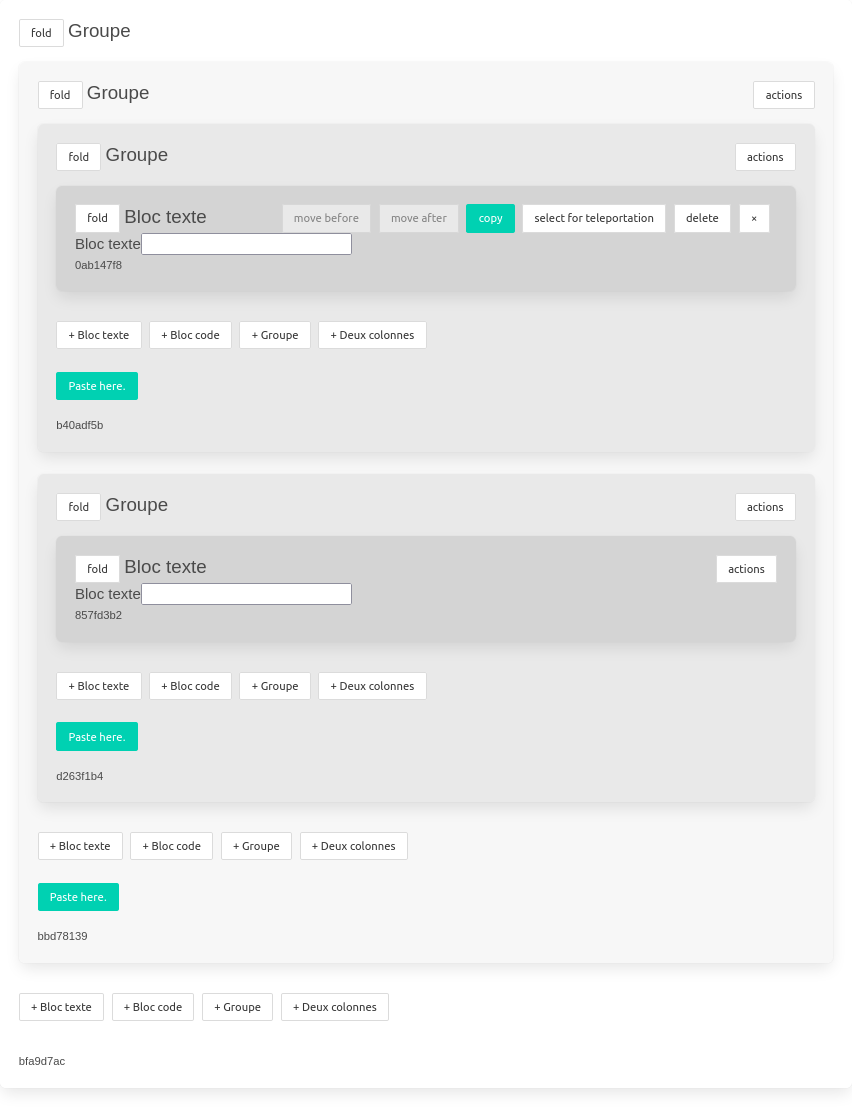 fold Groupe
fold Groupe actions
fold Groupe actions
fold Bloc texte move before move after copy select for teleportation delete ×
Bloc texte
0ab147f8
+ Bloc texte + Bloc code + Groupe + Deux colonnes
Paste here.
b40adf5b
fold Groupe actions
fold Bloc texte actions
Bloc texte
857fd3b2
+ Bloc texte + Bloc code + Groupe + Deux colonnes
Paste here.
d263f1b4
+ Bloc texte + Bloc code + Groupe + Deux colonnes
Paste here.
bbd78139
+ Bloc texte + Bloc code + Groupe + Deux colonnes
bfa9d7ac